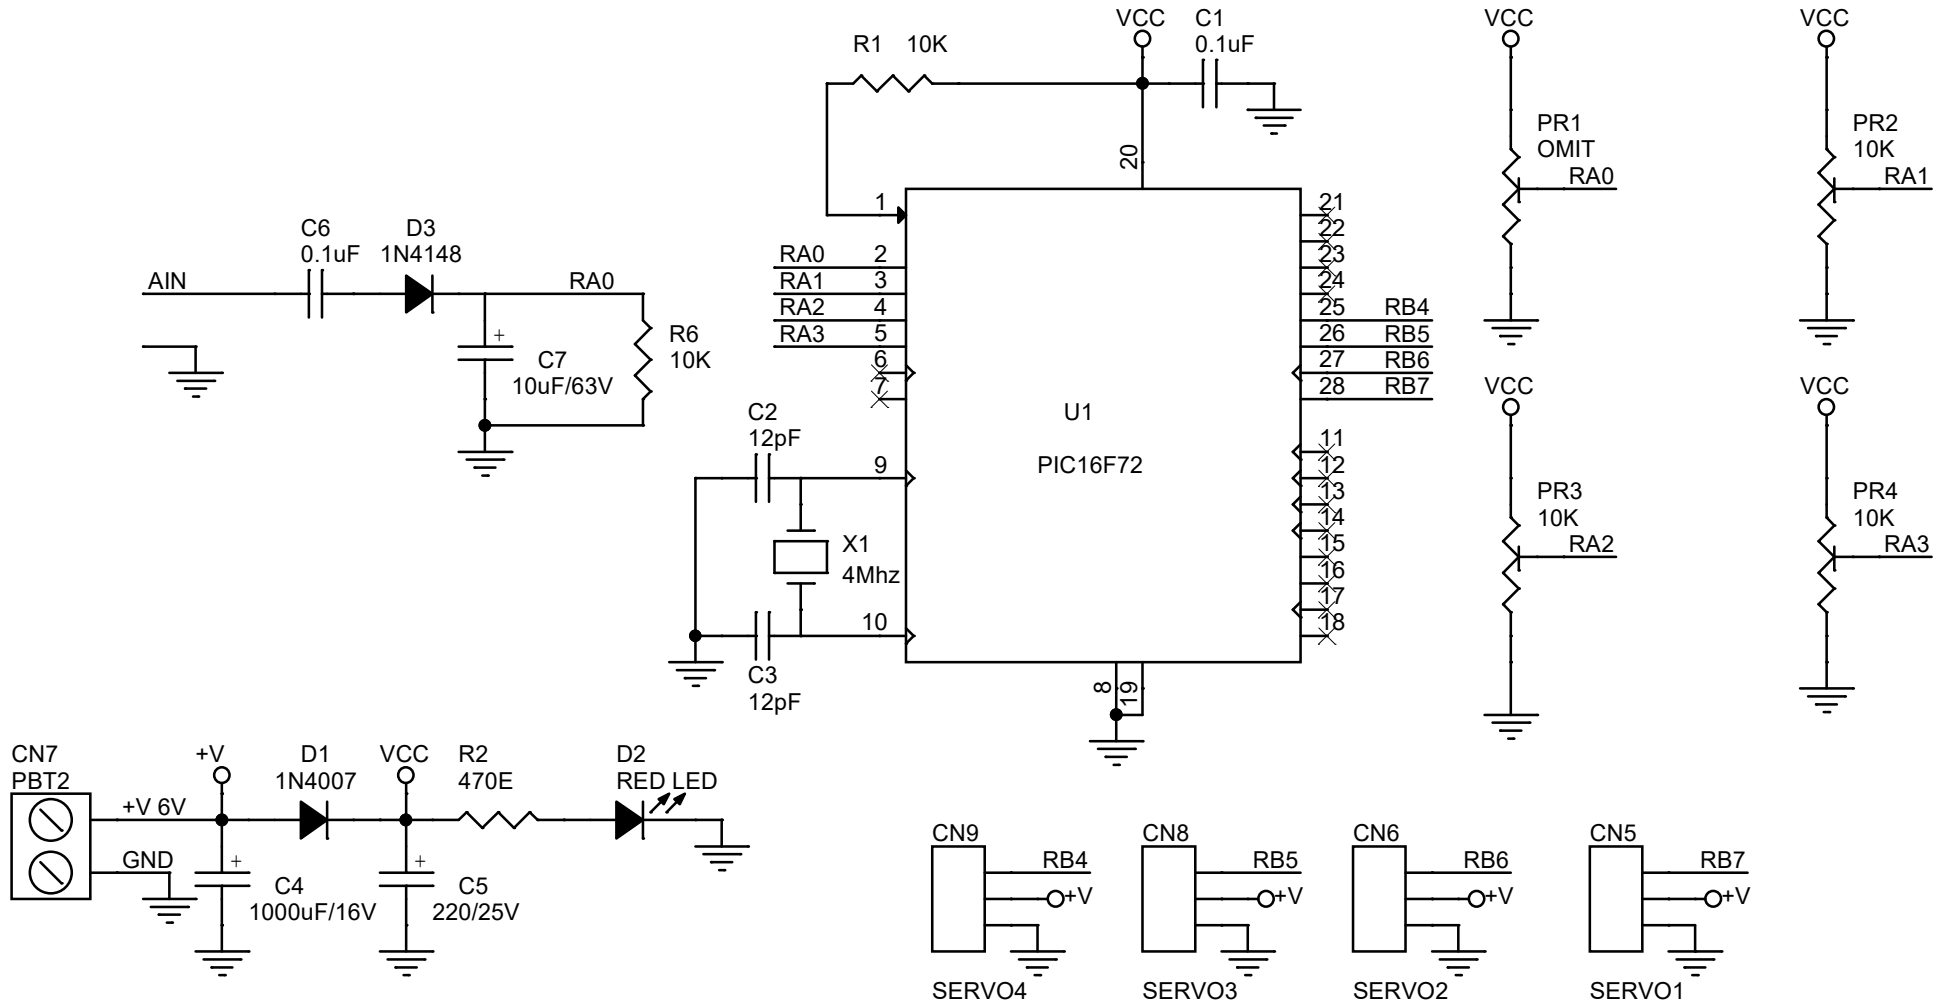 VCC
C1
0.1uF
R1 10K
20
VCC
PR1
OMIT
RA0
VCC
PR2
10K
RA1
C6
0.1uF
D3
1N4148
AIN
RA0
+
C7
10uF/63V
R6
10K
1
RA0 2
RA1 3
RA2 4
RA3 5
6
7
C2
12pF
9
X1
4Mhz
10
C3
12pF
U1
PIC16F72
21
22
23
24
25 RB4
26 RB5
27 RB6
28 RB7
11
12
13
14
15
16
17
18
8
19
VCC
PR3
10K
RA2
VCC
PR4
10K
RA3
CN7
PBT2
+V 6V
GND
+V
D1
1N4007
VCC
R2
470E
D2
RED LED
+
C4
1000uF/16V
+
C5
220/25V
CN9
RB4
+V
SERVO4
CN8
RB5
+V
SERVO3
CN6
RB6
+V
SERVO2
CN5
RB7
+V
SERVO1